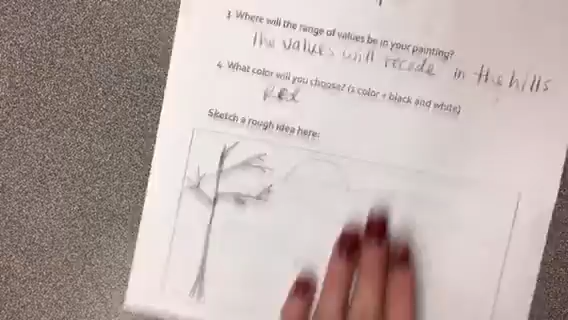 3. Where will the range of values be in your painting?
the values will recede in the hills
4. What color will you choose? (1 color + black and white)
Red
Sketch a rough idea here: